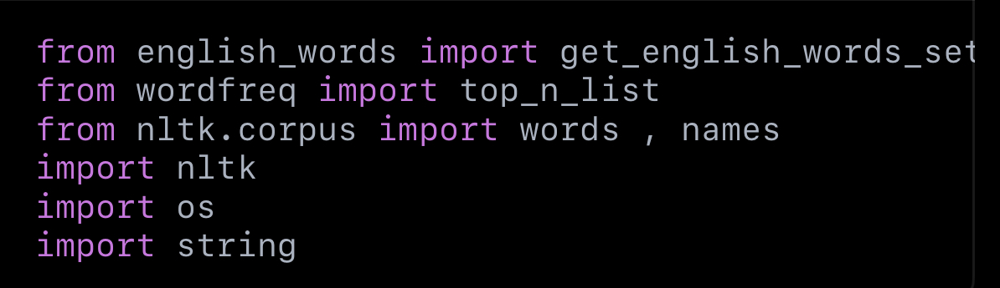 from english_words import get_english_words_set
from wordfreq import top_n_list
from nltk.corpus import words , names
import nltk
import os
import string